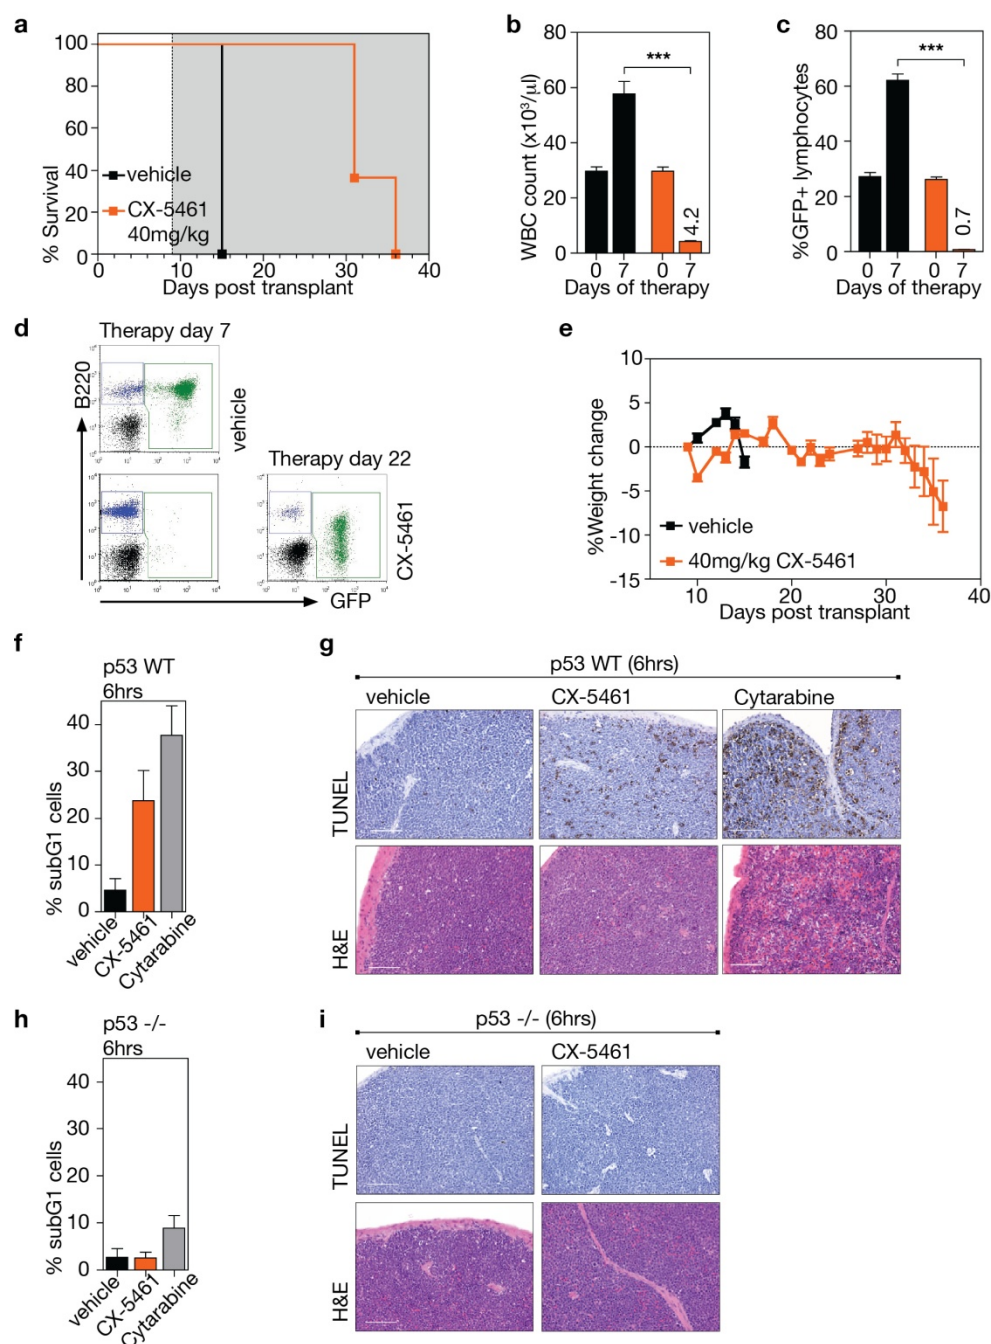 a
100
80
60
40
20
0
% Survival
vehicle
CX-5461
40mg/kg
0 10 20 30 40
Days post transplant
b
80
60
40
20
0
WBC count (x10³/µl)
***
4.2
0 7 0 7
Days of therapy
c
80
60
40
20
0
%GFP+ lymphocytes
***
0.7
0 7 0 7
Days of therapy
d
Therapy day 7
B220
vehicle
Therapy day 22
CX-5461
GFP
e
10
5
0
-5
-10
-15
%Weight change
vehicle
40mg/kg CX-5461
10 20 30 40
Days post transplant
f
p53 WT
6hrs
40
30
20
10
0
% subG1 cells
vehicle
CX-5461
Cytarabine
g
p53 WT (6hrs)
vehicle CX-5461 Cytarabine
TUNEL
H&E
h
p53 -/-
6hrs
40
30
20
10
0
% subG1 cells
vehicle
CX-5461
Cytarabine
i
p53 -/- (6hrs)
vehicle CX-5461
TUNEL
H&E